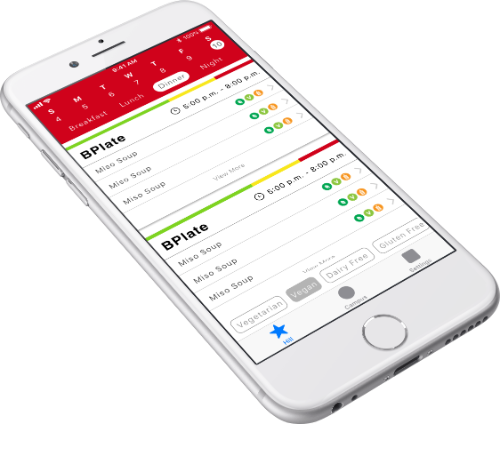 9:41 AM 100%
S M T W T F S
4 5 6 7 8 9 10
Breakfast Lunch Dinner Night
BPlate 5:00 p.m. - 8:00 p.m.
Miso Soup
Miso Soup
Miso Soup
View More
BPlate 5:00 p.m. - 8:00 p.m.
Miso Soup
Miso Soup
Miso Soup
View More
Vegetarian Vegan Dairy Free Gluten Free
Hill Campus Settings